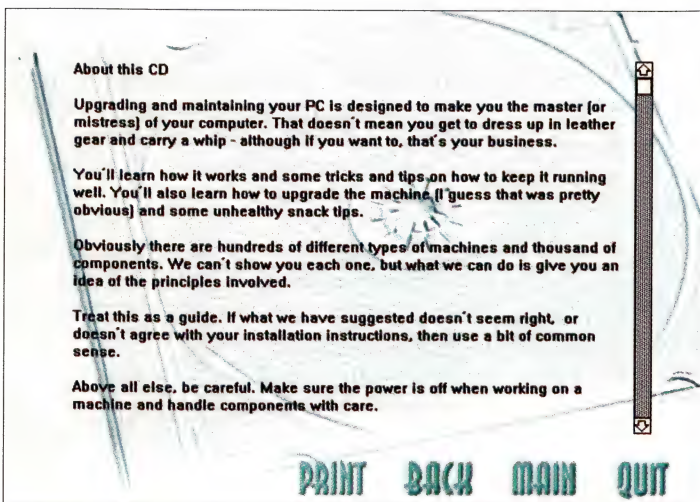 About this CD
Upgrading and maintaining your PC is designed to make you the master (or
mistress) of your computer. That doesn't mean you get to dress up in leather
gear and carry a whip - although if you want to, that's your business.
You'll learn how it works and some tricks and tips on how to keep it running
well. You'll also learn how to upgrade the machine (I guess that was pretty
obvious) and some unhealthy snack tips.
Obviously there are hundreds of different types of machines and thousand of
components. We can't show you each one, but what we can do is give you an
idea of the principles involved.
Treat this as a guide. If what we have suggested doesn't seem right, or
doesn't agree with your installation instructions, then use a bit of common
sense.
Above all else, be careful. Make sure the power is off when working on a
machine and handle components with care.
PRINT BACK MAIN QUIT